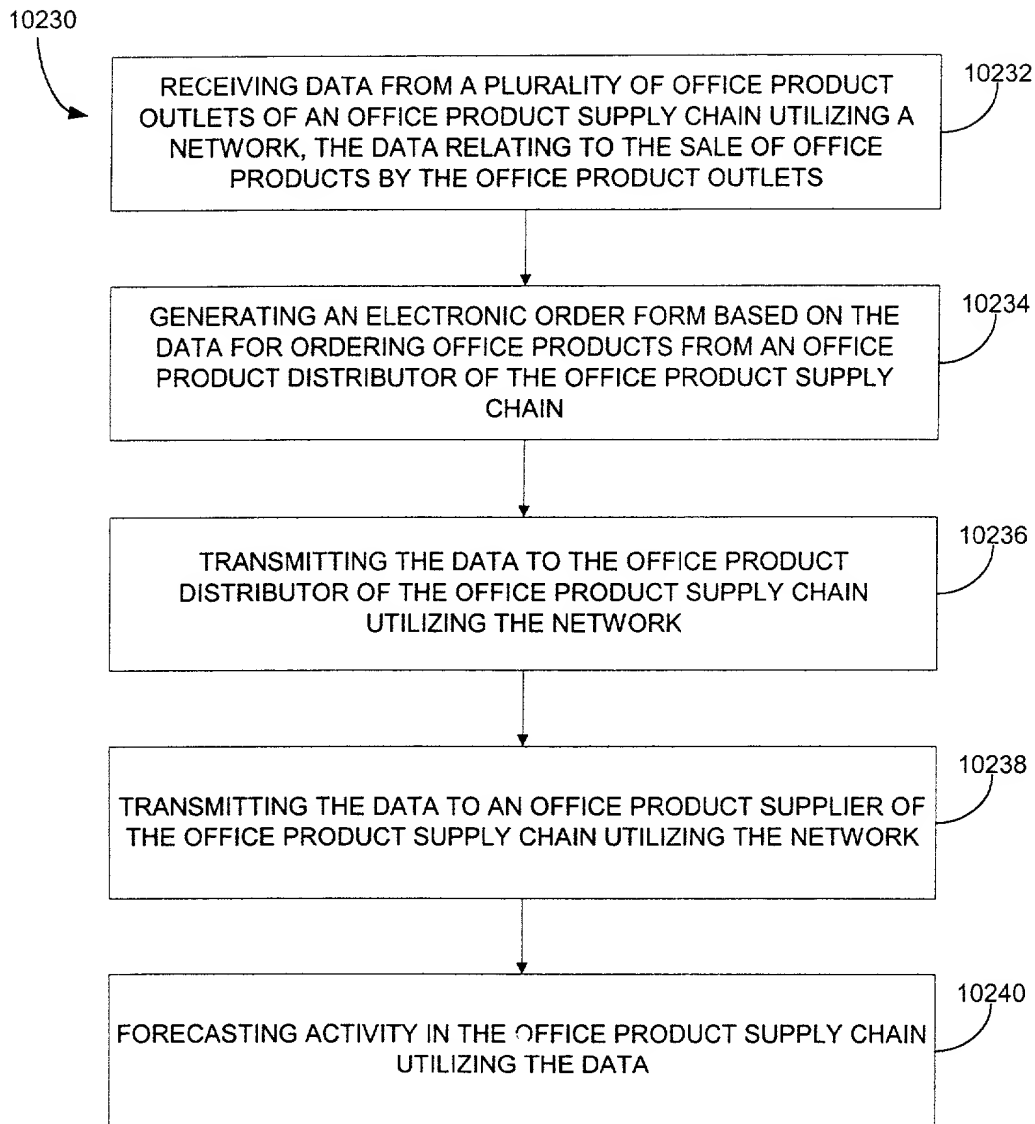 10230
10232
RECEIVING DATA FROM A PLURALITY OF OFFICE PRODUCT
OUTLETS OF AN OFFICE PRODUCT SUPPLY CHAIN UTILIZING A
NETWORK, THE DATA RELATING TO THE SALE OF OFFICE
PRODUCTS BY THE OFFICE PRODUCT OUTLETS
10234
GENERATING AN ELECTRONIC ORDER FORM BASED ON THE
DATA FOR ORDERING OFFICE PRODUCTS FROM AN OFFICE
PRODUCT DISTRIBUTOR OF THE OFFICE PRODUCT SUPPLY
CHAIN
10236
TRANSMITTING THE DATA TO THE OFFICE PRODUCT
DISTRIBUTOR OF THE OFFICE PRODUCT SUPPLY CHAIN
UTILIZING THE NETWORK
10238
TRANSMITTING THE DATA TO AN OFFICE PRODUCT SUPPLIER OF
THE OFFICE PRODUCT SUPPLY CHAIN UTILIZING THE NETWORK
10240
FORECASTING ACTIVITY IN THE OFFICE PRODUCT SUPPLY CHAIN
UTILIZING THE DATA